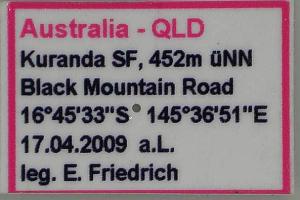 Australia - QLD
Kuranda SF, 452m üNN
Black Mountain Road
16°45'33"S 145°36'51"E
17.04.2009 a.L.
leg. E. Friedrich